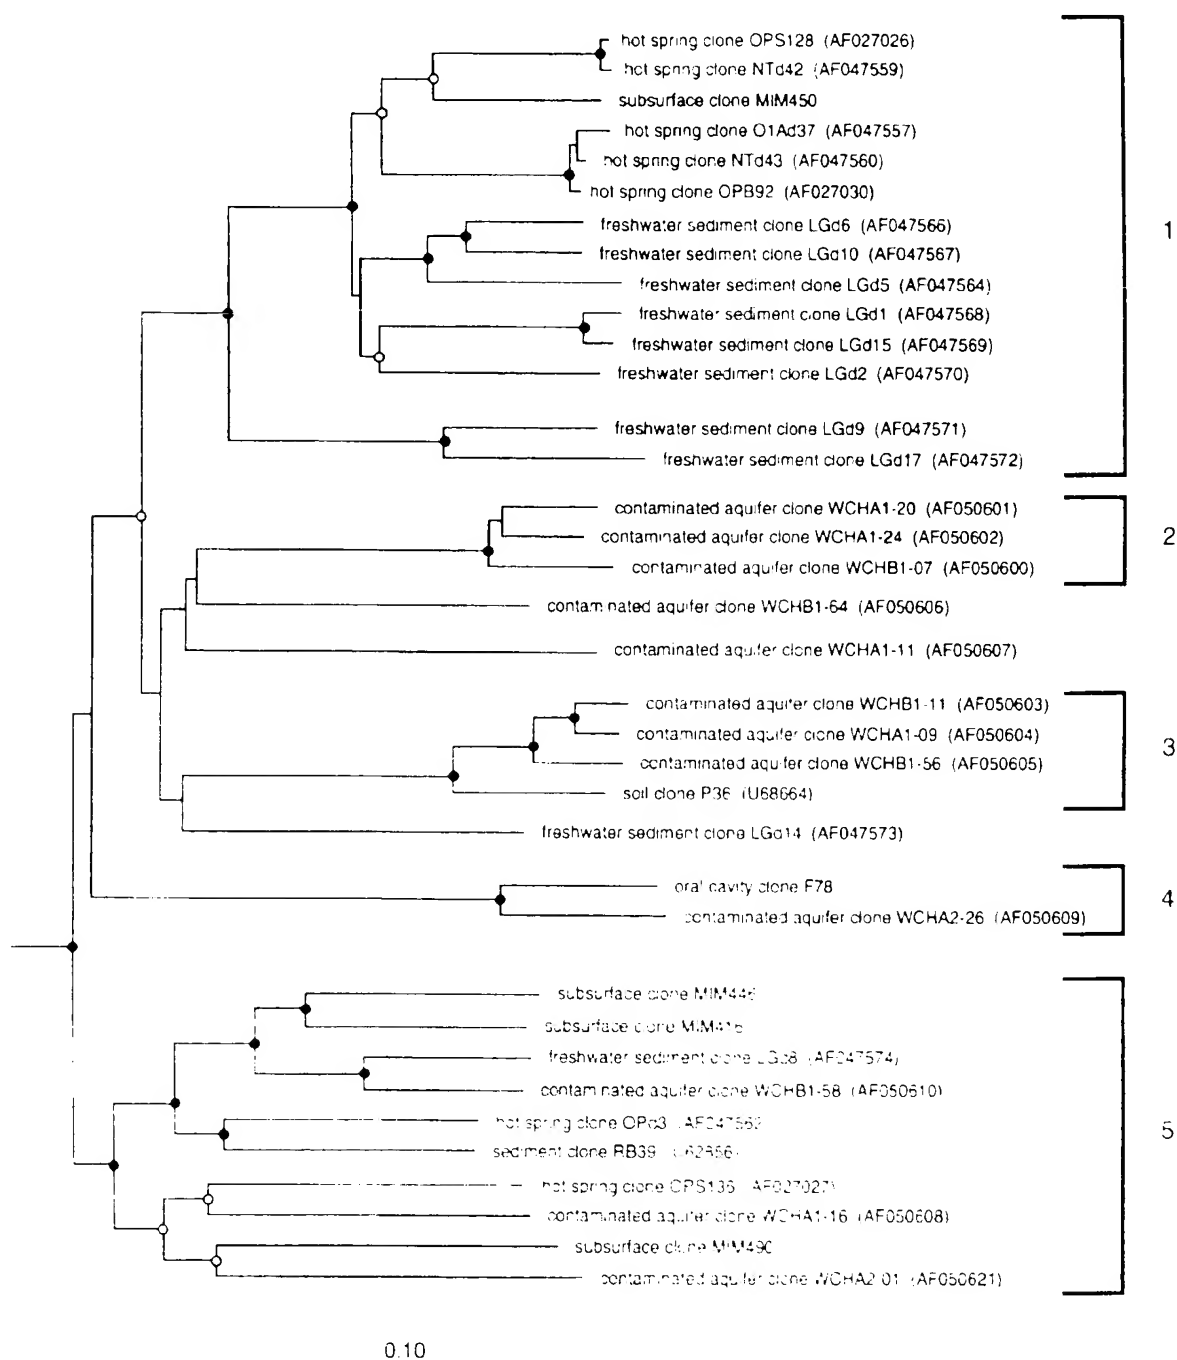 hot spring clone OPS128 (AF027026)
hot spring clone NTd42 (AF047559)
subsurface clone MIM450
hot spring clone O1Ad37 (AF047557)
hot spring clone NTd43 (AF047560)
hot spring clone OPB92 (AF027030)
freshwater sediment clone LGd6 (AF047566)
1
freshwater sediment clone LGd10 (AF047567)
freshwater sediment clone LGd5 (AF047564)
freshwater sediment clone LGd1 (AF047568)
freshwater sediment clone LGd15 (AF047569)
freshwater sediment clone LGd2 (AF047570)
freshwater sediment clone LGd9 (AF047571)
freshwater sediment clone LGd17 (AF047572)
contaminated aquifer clone WCHA1-20 (AF050601)
contaminated aquifer clone WCHA1-24 (AF050602)
2
contaminated aquifer clone WCHB1-07 (AF050600)
contaminated aquifer clone WCHB1-64 (AF050606)
contaminated aquifer clone WCHA1-11 (AF050607)
contaminated aquifer clone WCHB1-11 (AF050603)
contaminated aquifer clone WCHA1-09 (AF050604)
3
contaminated aquifer clone WCHB1-56 (AF050605)
soil clone P36 (U68664)
freshwater sediment clone LGd14 (AF047573)
oral cavity clone F78
4
contaminated aquifer clone WCHA2-26 (AF050609)
subsurface clone MIM446
subsurface clone
freshwater sediment clone LGd8 (AF047574)
contaminated aquifer clone WCHB1-58 (AF050610)
hot spring clone OPd3
5
sediment clone RB39
hot spring clone OPS136 (AF027027)
contaminated aquifer clone WCHA1-16 (AF050608)
subsurface clone MIM490
contaminated aquifer clone WCHA2-01 (AF050621)
0.10